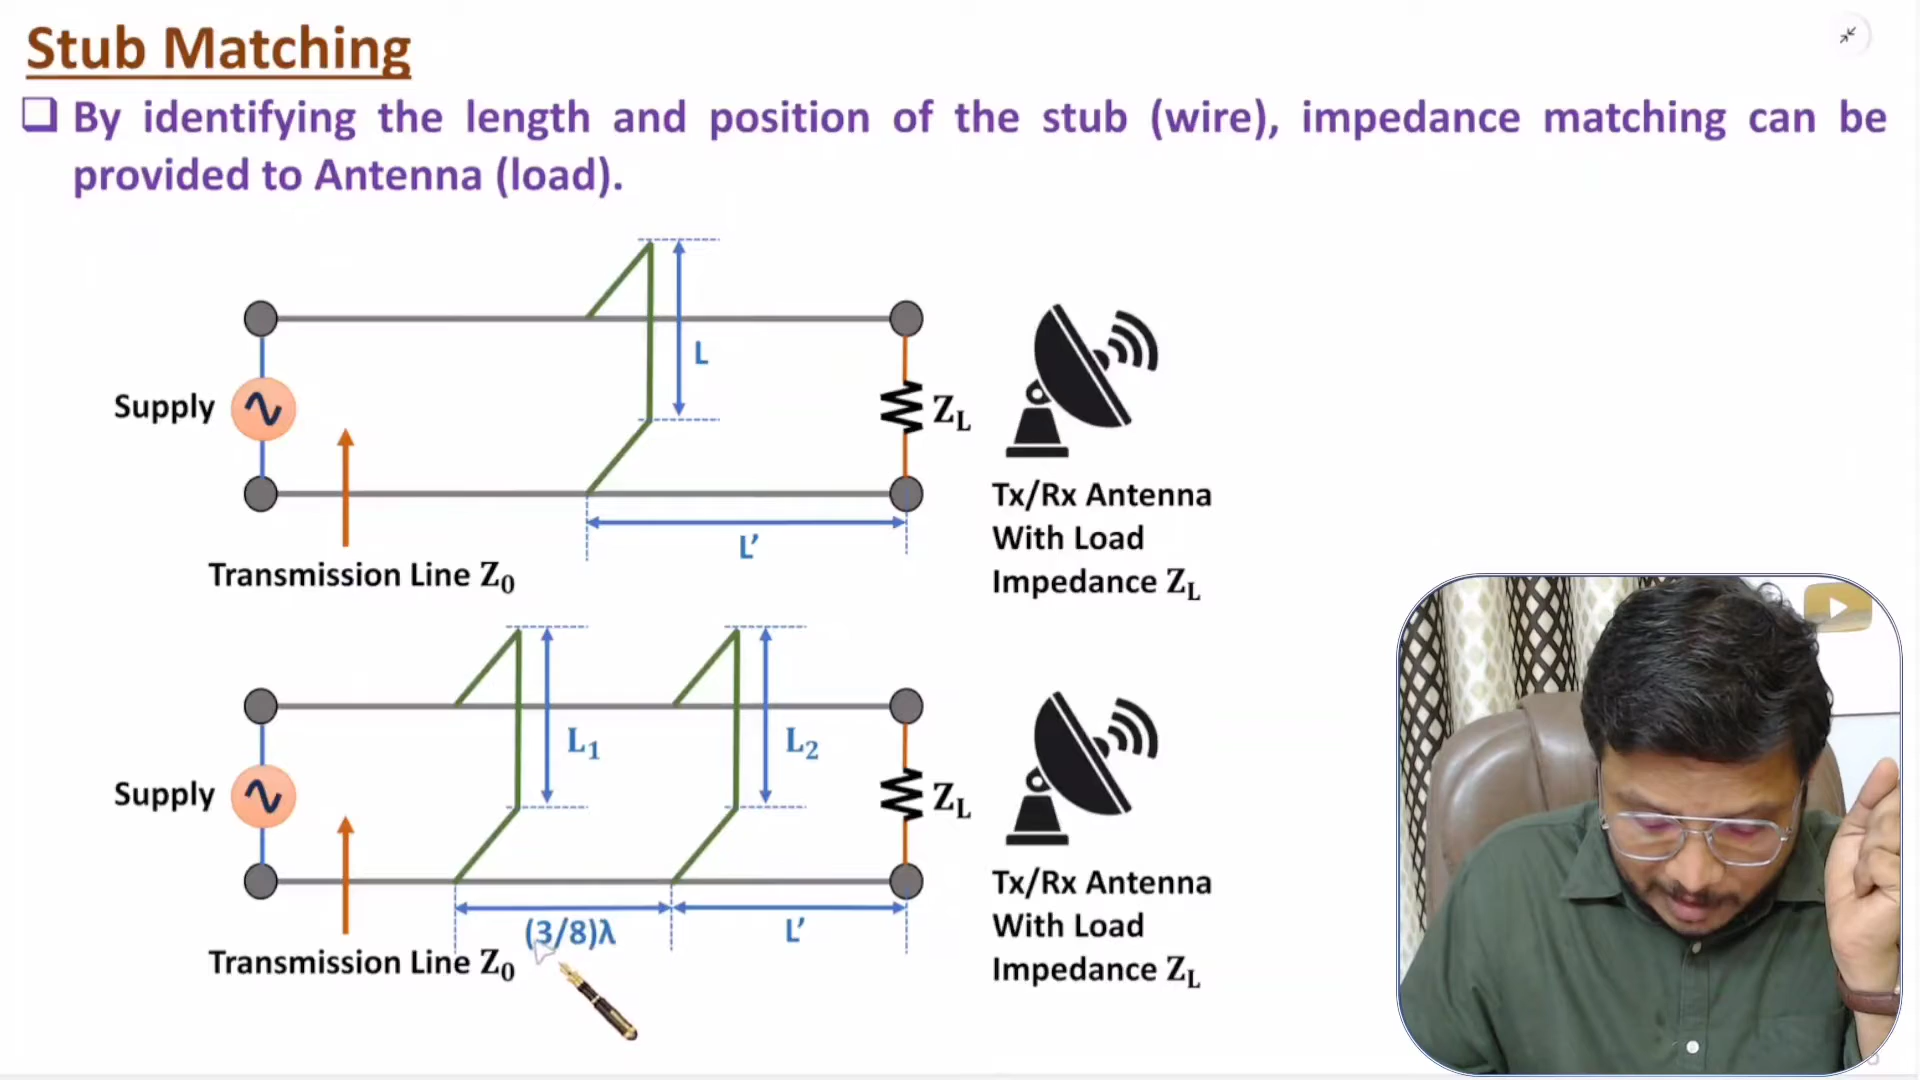 Stub Matching
❑ By identifying the length and position of the stub (wire), impedance matching can be
provided to Antenna (load).
L
Supply
Z_L
L’
Tx/Rx Antenna
With Load
Impedance Z_L
Transmission Line Z_0
L_1
L_2
Supply
Z_L
(3/8)λ
L’
Tx/Rx Antenna
With Load
Impedance Z_L
Transmission Line Z_0